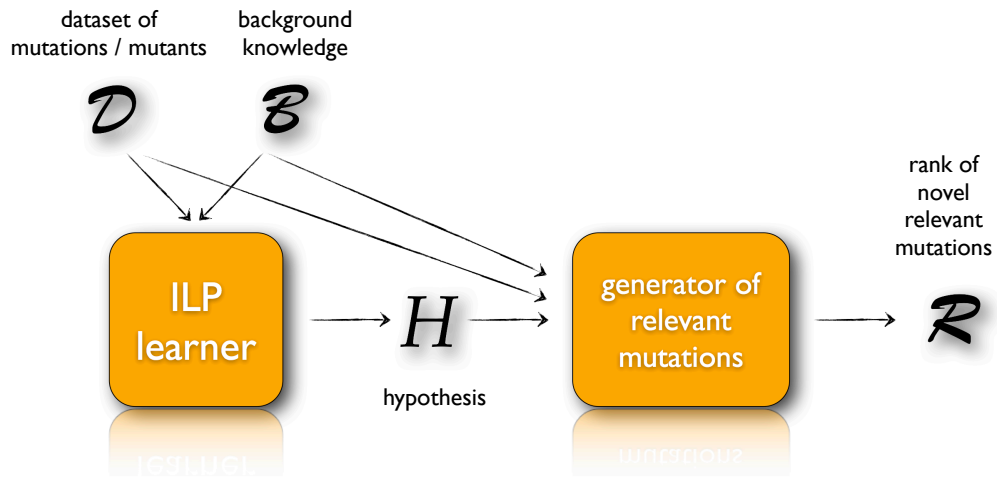 dataset of
mutations / mutants
background
knowledge
D
B
rank of
novel
relevant
mutations
ILP
learner
H
hypothesis
generator of
relevant
mutations
R